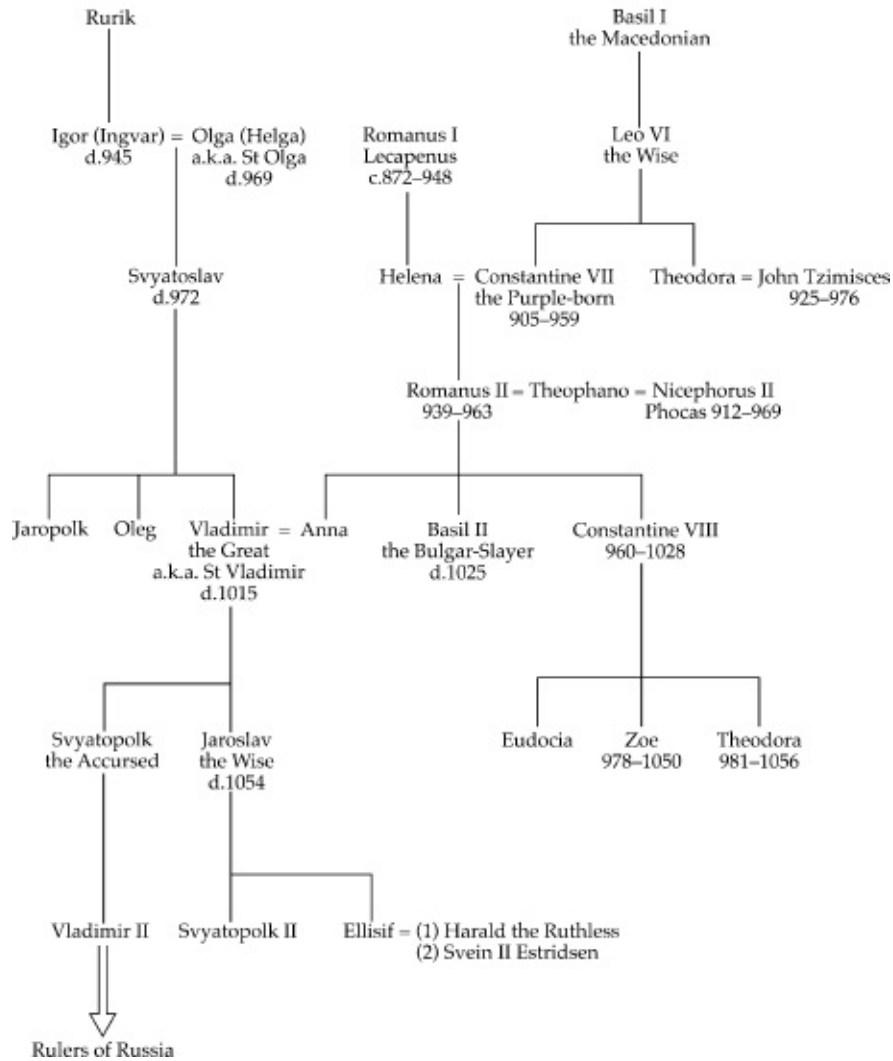 Rurik
Basil I
the Macedonian
Igor (Ingvar) = Olga (Helga)
d.945
a.k.a. St Olga
d.969
Romanus I
Lecapenus
c.872–948
Leo VI
the Wise
Svyatoslav
d.972
Helena = Constantine VII
the Purple-born
905–959
Theodora = John Tzimisces
925–976
Romanus II = Theophano = Nicephorus II
939–963
Phocas 912–969
Jaropolk
Oleg
Vladimir = Anna
the Great
a.k.a. St Vladimir
d.1015
Basil II
the Bulgar-Slayer
d.1025
Constantine VIII
960–1028
Svyatopolk
the Accursed
Jaroslav
the Wise
d.1054
Eudocia
Zoe
978–1050
Theodora
981–1056
Vladimir II
Svyatopolk II
Ellisif = (1) Harald the Ruthless
(2) Svein II Estridsen
Rulers of Russia